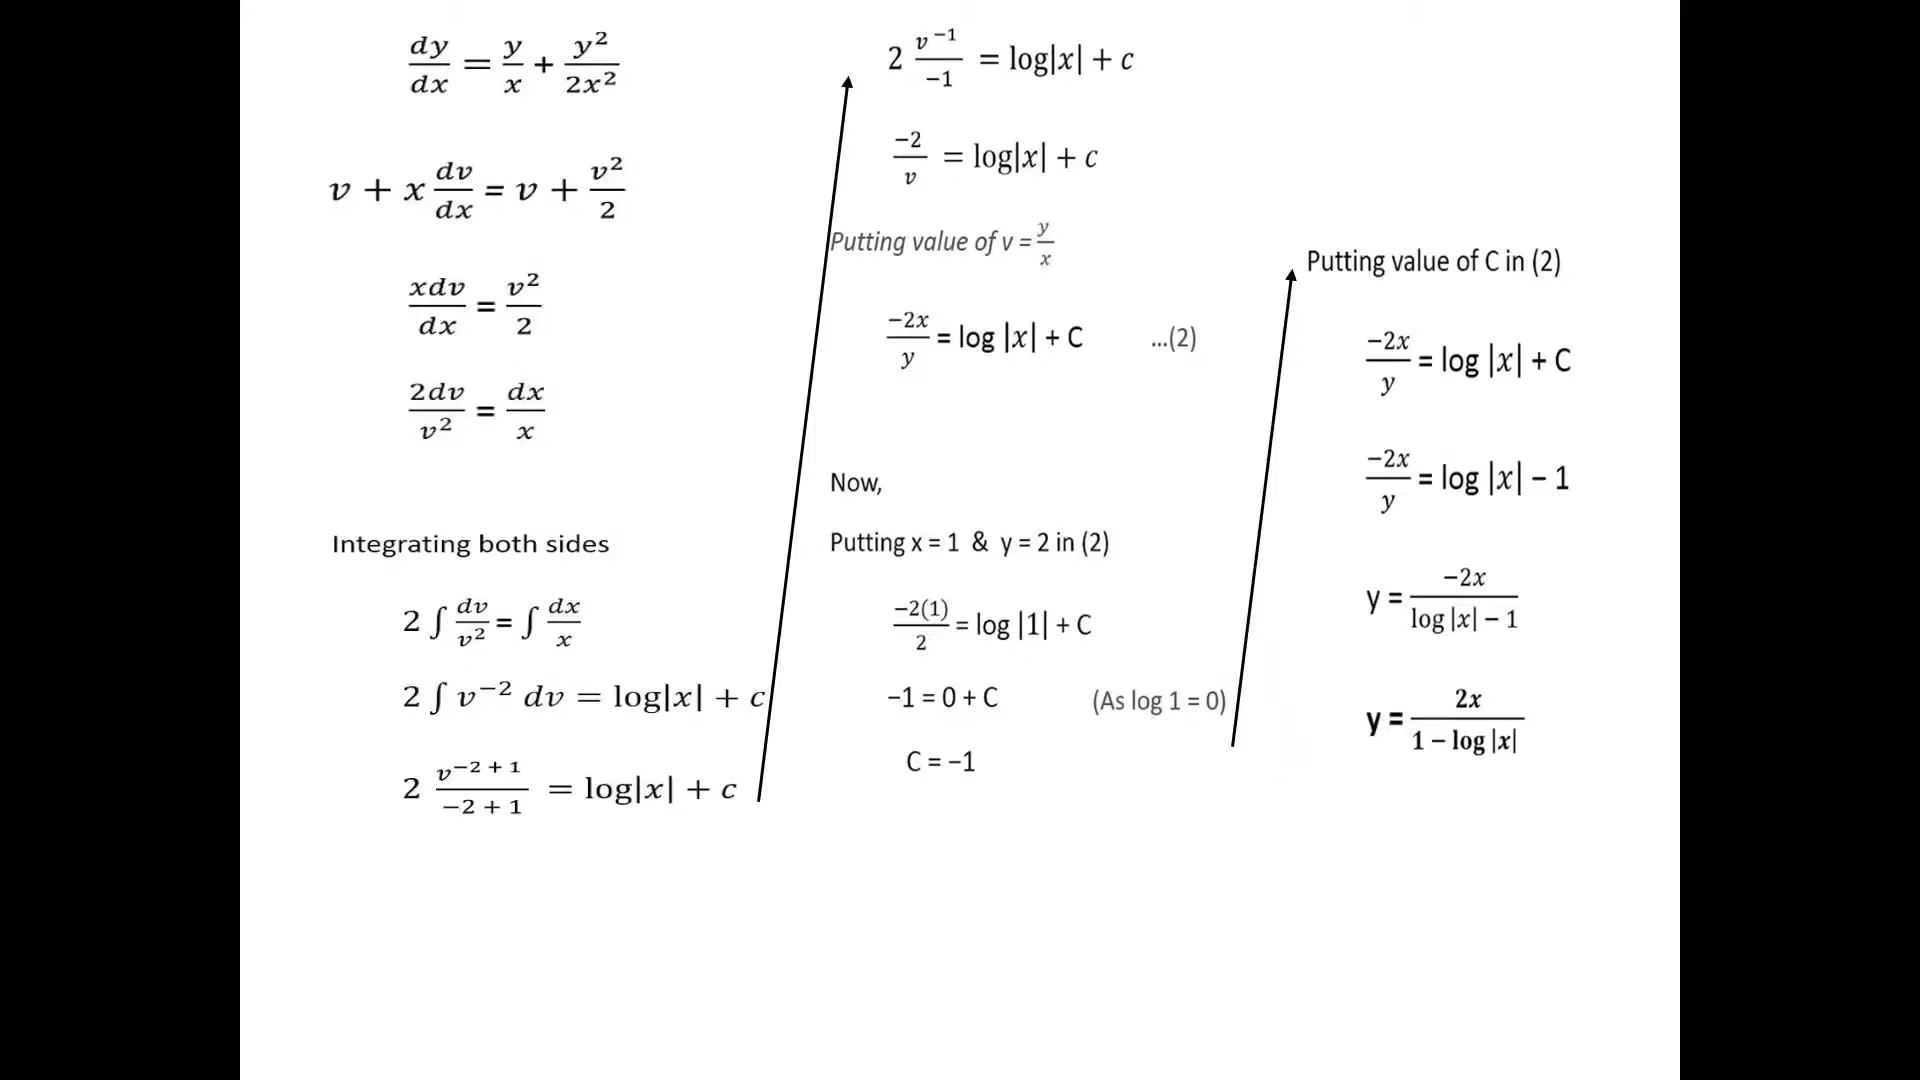 dy/dx = y/x + y²/2x²
v + x dv/dx = v + v²/2
xdv/dx = v²/2
2dv/v² = dx/x
Integrating both sides
2 ∫ dv/v² = ∫ dx/x
2 ∫ v⁻² dv = log|x| + c
2 v⁻²⁺¹/−2 + 1 = log|x| + c
2 v⁻¹/−1 = log|x| + c
−2/v = log|x| + c
Putting value of v = y/x
−2x/y = log |x| + C ...(2)
Now,
Putting x = 1 & y = 2 in (2)
−2(1)/2 = log |1| + C
−1 = 0 + C (As log 1 = 0)
C = −1
Putting value of C in (2)
−2x/y = log |x| + C
−2x/y = log |x| − 1
y = −2x/log |x| − 1
y = 2x/1 − log |x|